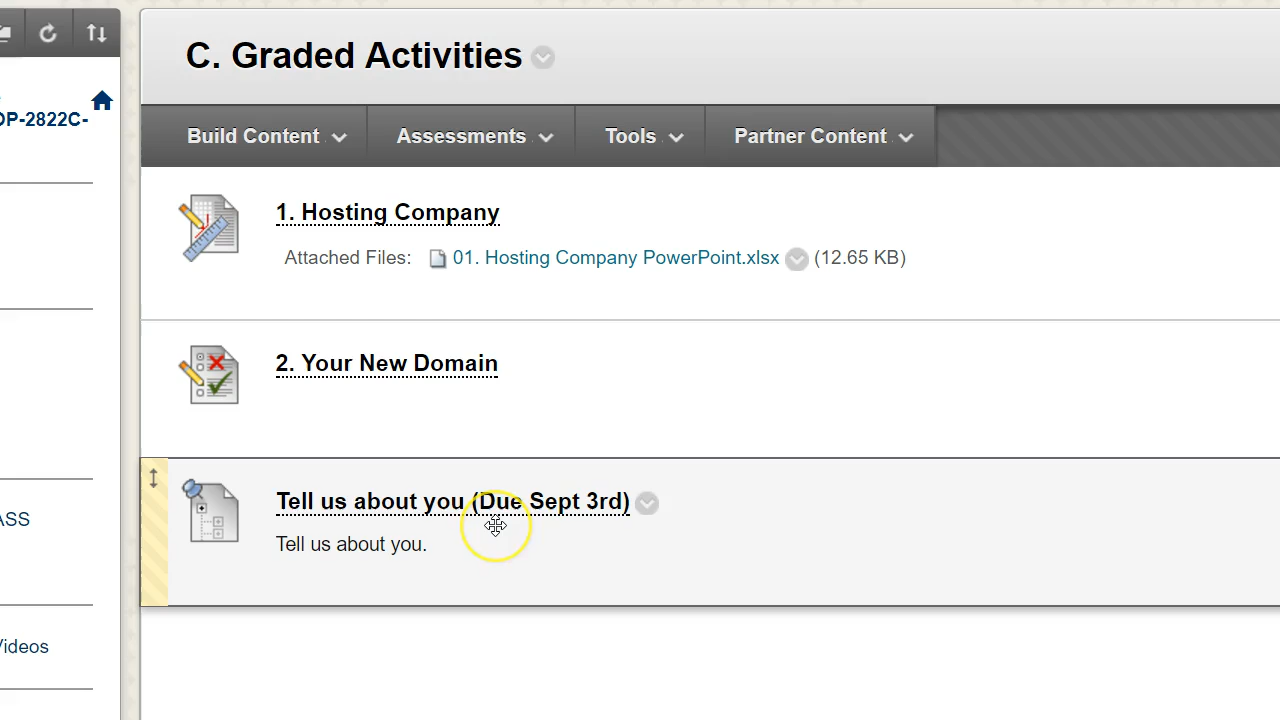 C. Graded Activities
Build Content
Assessments
Tools
Partner Content
OP-2822C-
1. Hosting Company
Attached Files: 01. Hosting Company PowerPoint.xlsx (12.65 KB)
2. Your New Domain
Tell us about you (Due Sept 3rd)
Tell us about you.
ASS
Videos